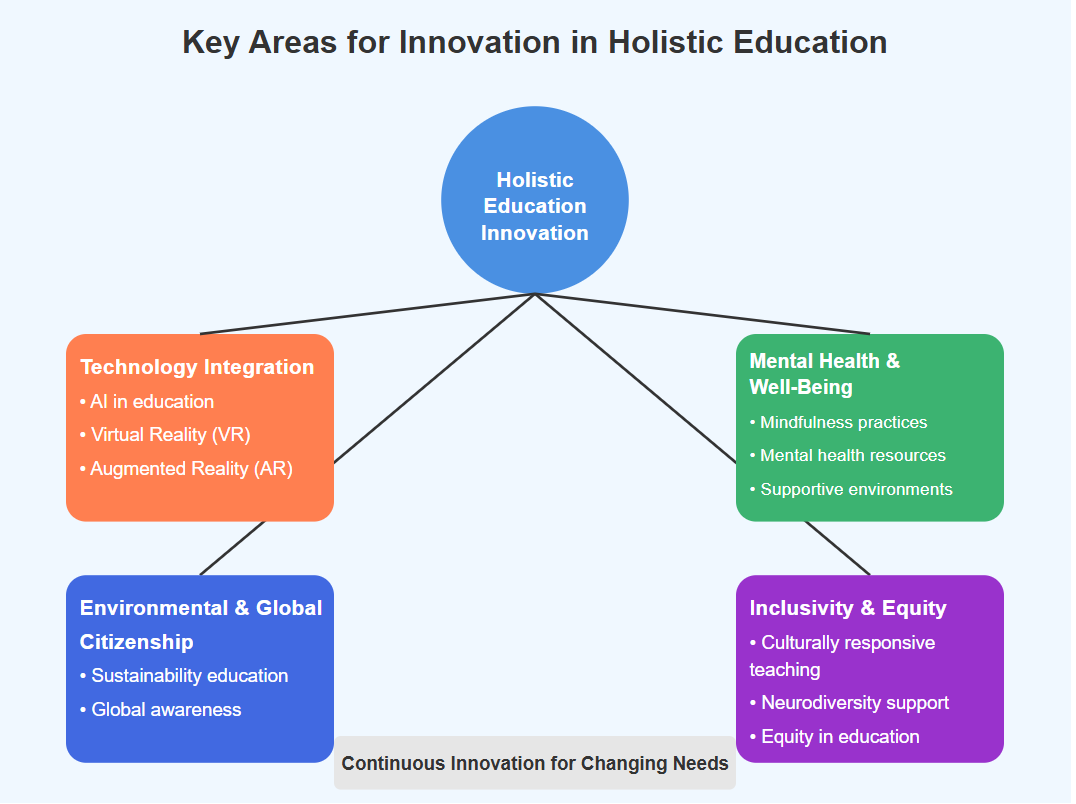 Key Areas for Innovation in Holistic Education
Holistic
Education
Innovation
Technology Integration
• AI in education
• Virtual Reality (VR)
• Augmented Reality (AR)
Mental Health &
Well-Being
• Mindfulness practices
• Mental health resources
• Supportive environments
Environmental & Global
Citizenship
• Sustainability education
• Global awareness
Inclusivity & Equity
• Culturally responsive
teaching
• Neurodiversity support
• Equity in education
Continuous Innovation for Changing Needs